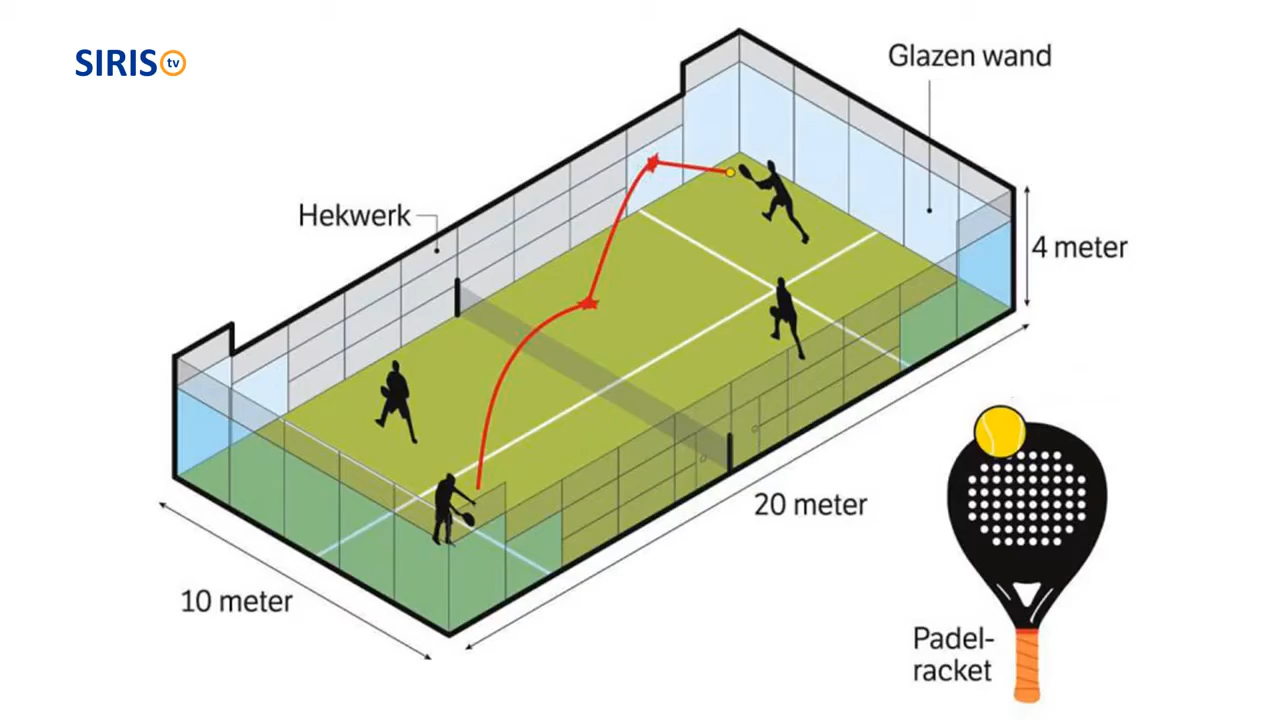 SIRIS tv
Glazen wand
Hekwerk
4 meter
20 meter
10 meter
Padel-
racket